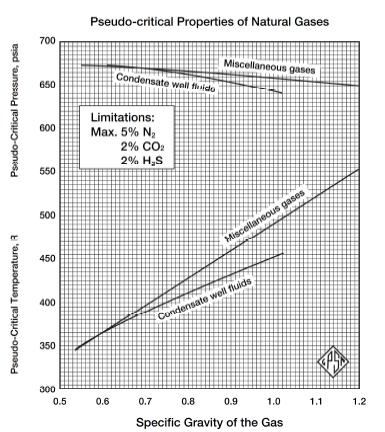 Pseudo-critical Properties of Natural Gases
Pseudo-Critical Pressure, psia
Pseudo-Critical Temperature, R
700
650
600
550
500
450
400
350
300
Miscellaneous gases
Condensate well fluids
Limitations:
Max. 5% N₂
2% CO₂
2% H₂S
Miscellaneous gases
Condensate well fluids
GPSA
0.5 0.6 0.7 0.8 0.9 1.0 1.1 1.2
Specific Gravity of the Gas